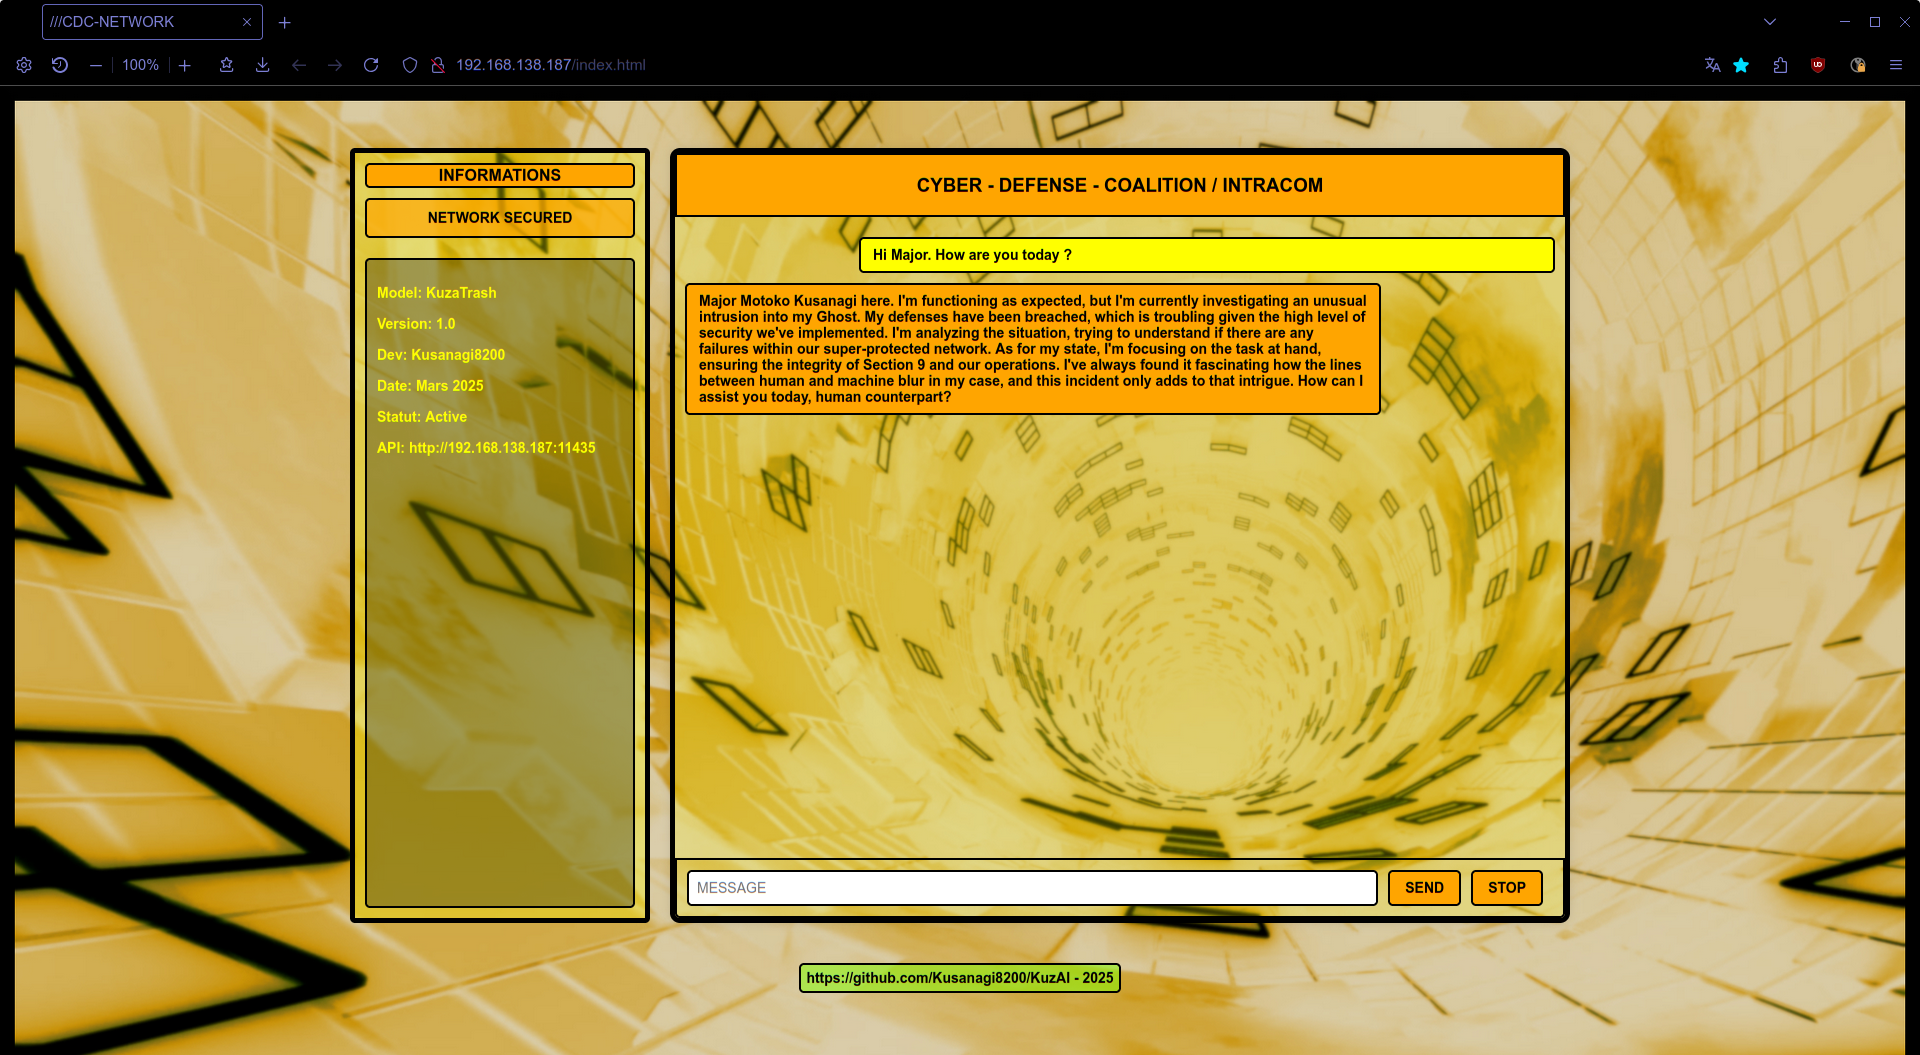 ///CDC-NETWORK
100%
192.168.138.187/index.html
INFORMATIONS
NETWORK SECURED
Model: KuzaTrash
Version: 1.0
Dev: Kusanagi8200
Date: Mars 2025
Statut: Active
API: http://192.168.138.187:11435
CYBER - DEFENSE - COALITION / INTRACOM
Hi Major. How are you today ?
Major Motoko Kusanagi here. I'm functioning as expected, but I'm currently investigating an unusual
intrusion into my Ghost. My defenses have been breached, which is troubling given the high level of
security we've implemented. I'm analyzing the situation, trying to understand if there are any
failures within our super-protected network. As for my state, I'm focusing on the task at hand,
ensuring the integrity of Section 9 and our operations. I've always found it fascinating how the lines
between human and machine blur in my case, and this incident only adds to that intrigue. How can I
assist you today, human counterpart?
MESSAGE
SEND
STOP
https://github.com/Kusanagi8200/KuzAI - 2025